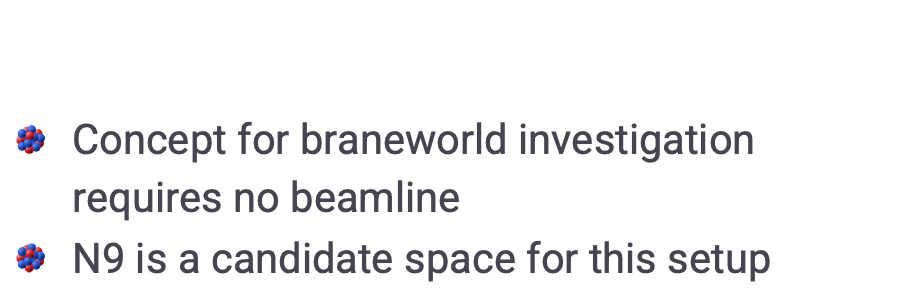 Concept for braneworld investigation
requires no beamline
N9 is a candidate space for this setup